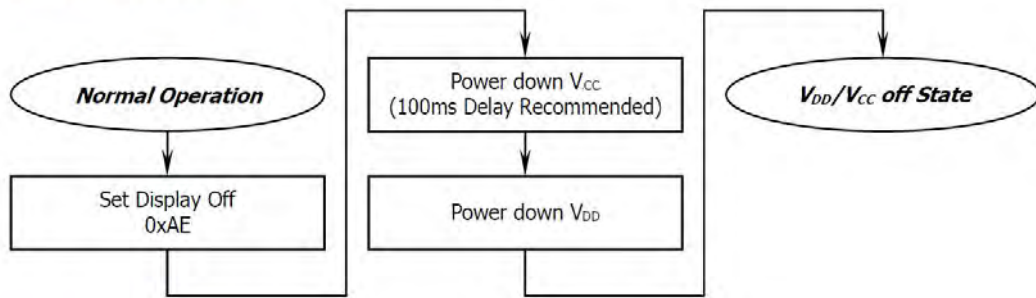 Normal Operation
Set Display Off
0xAE
Power down VCC
(100ms Delay Recommended)
Power down VDD
VDD/VCC off State